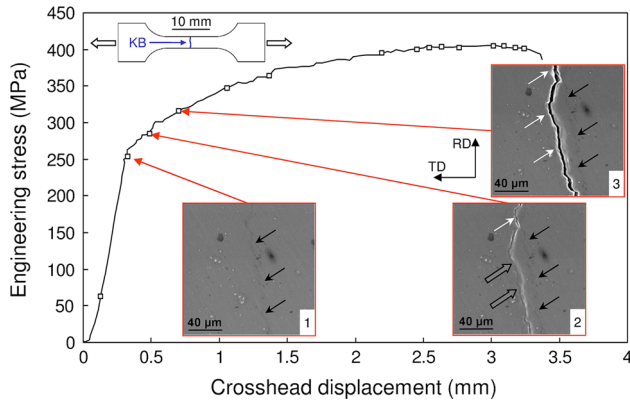 450
400
350
300
250
200
150
100
50
0
Engineering stress (MPa)
10 mm
KB
RD
TD
40 µm
3
40 µm
1
40 µm
2
0
0.5
1
1.5
2
2.5
3
3.5
4
Crosshead displacement (mm)